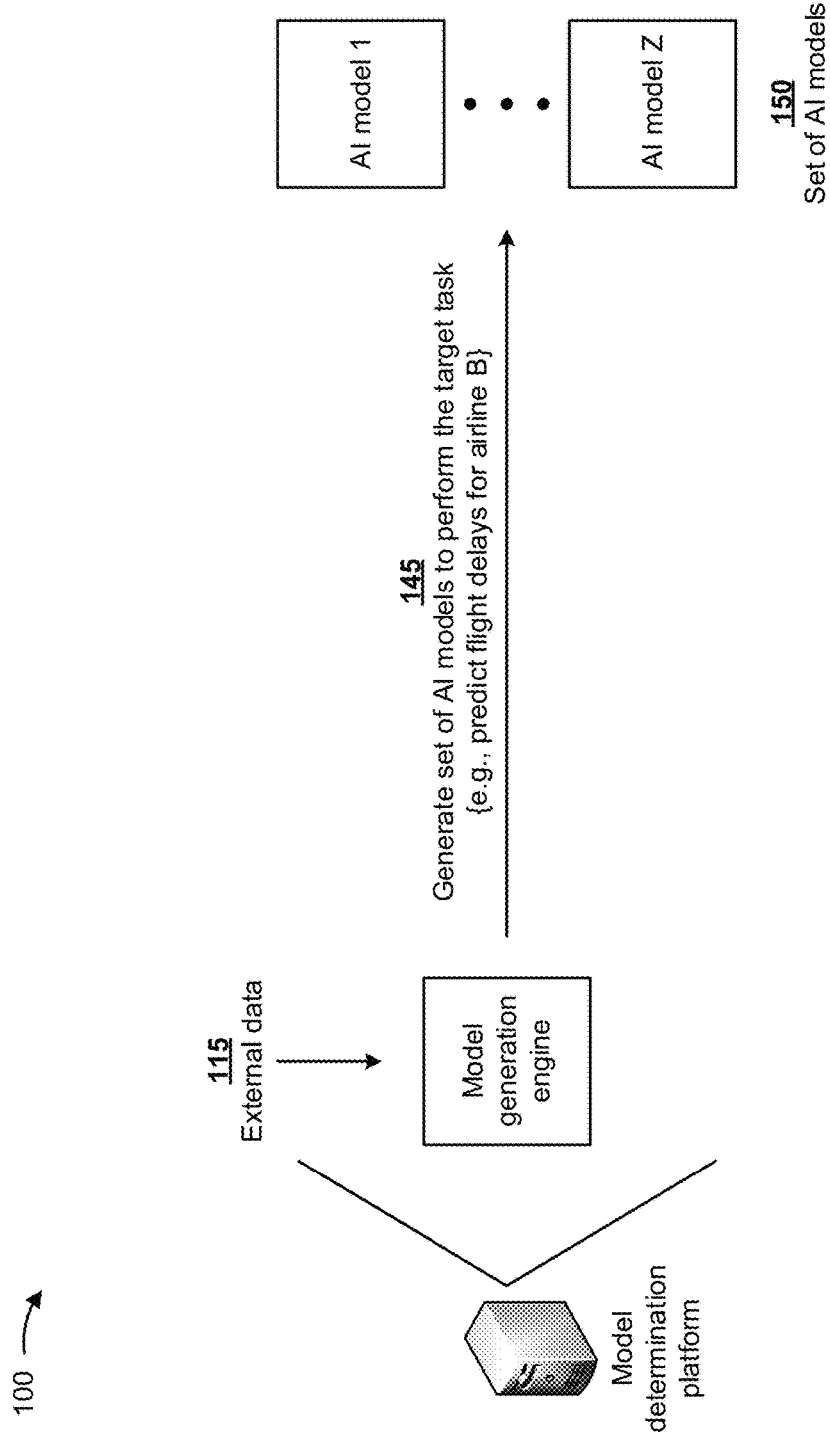 100
115
External data
Model
generation
engine
Model
determination
platform
145
Generate set of AI models to perform the target task
{e.g., predict flight delays for airline B}
AI model 1
AI model Z
150
Set of AI models